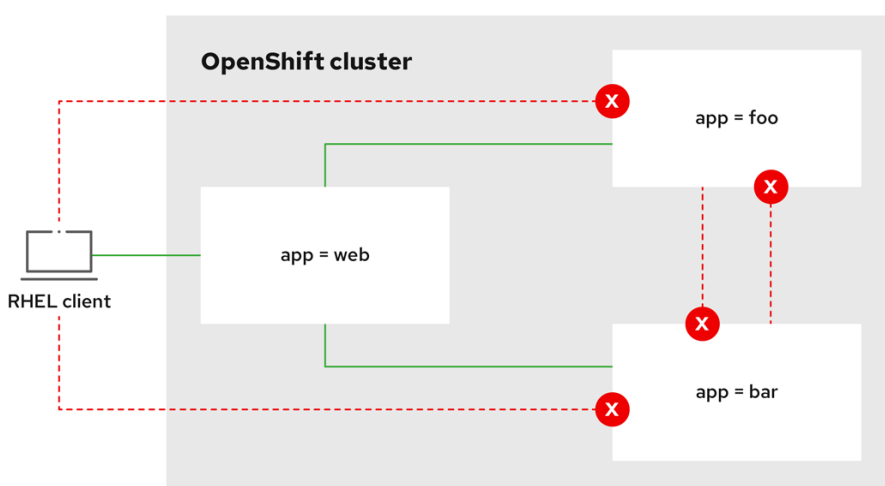 OpenShift cluster
X
app = foo
X
app = web
RHEL client
X
app = bar
X